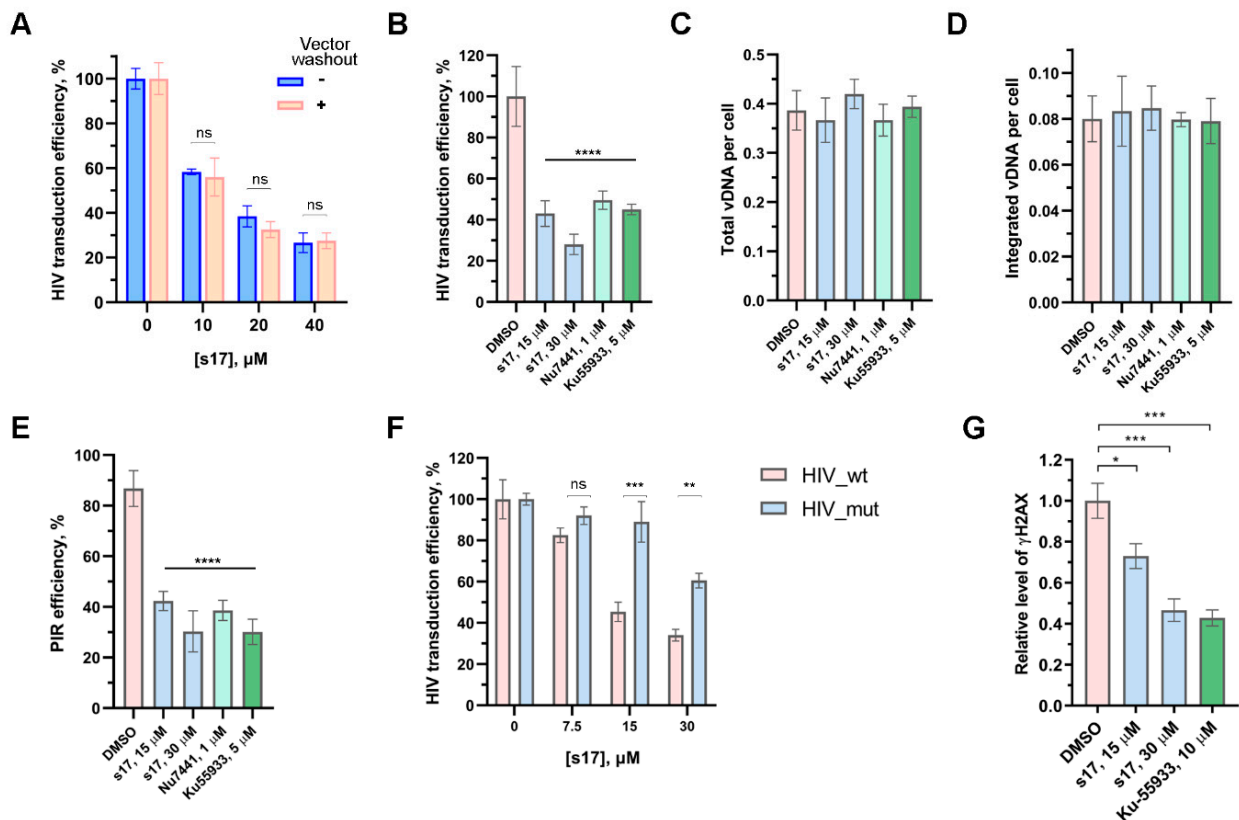 A
HIV transduction efficiency, %
100
80
60
40
20
0
Vector
washout
-
+
ns
ns
ns
0 10 20 40
[s17], µM
B
HIV transduction efficiency, %
120
100
80
60
40
20
0
****
DMSO
s17, 15 µM
s17, 30 µM
Nu7441, 1 µM
Ku55933, 5 µM
C
Total vDNA per cell
0.5
0.4
0.3
0.2
0.1
0.0
DMSO
s17, 15 µM
s17, 30 µM
Nu7441, 1 µM
Ku55933, 5 µM
D
Integrated vDNA per cell
0.10
0.08
0.06
0.04
0.02
0.00
DMSO
s17, 15 µM
s17, 30 µM
Nu7441, 1 µM
Ku55933, 5 µM
E
PIR efficiency, %
100
80
60
40
20
0
****
DMSO
s17, 15 µM
s17, 30 µM
Nu7441, 1 µM
Ku55933, 5 µM
F
HIV transduction efficiency, %
120
100
80
60
40
20
0
ns
***
**
0 7.5 15 30
[s17], µM
HIV_wt
HIV_mut
G
Relative level of γH2AX
1.2
1.0
0.8
0.6
0.4
0.2
0.0
***
***
*
DMSO
s17, 15 µM
s17, 30 µM
Ku-55933, 10 µM